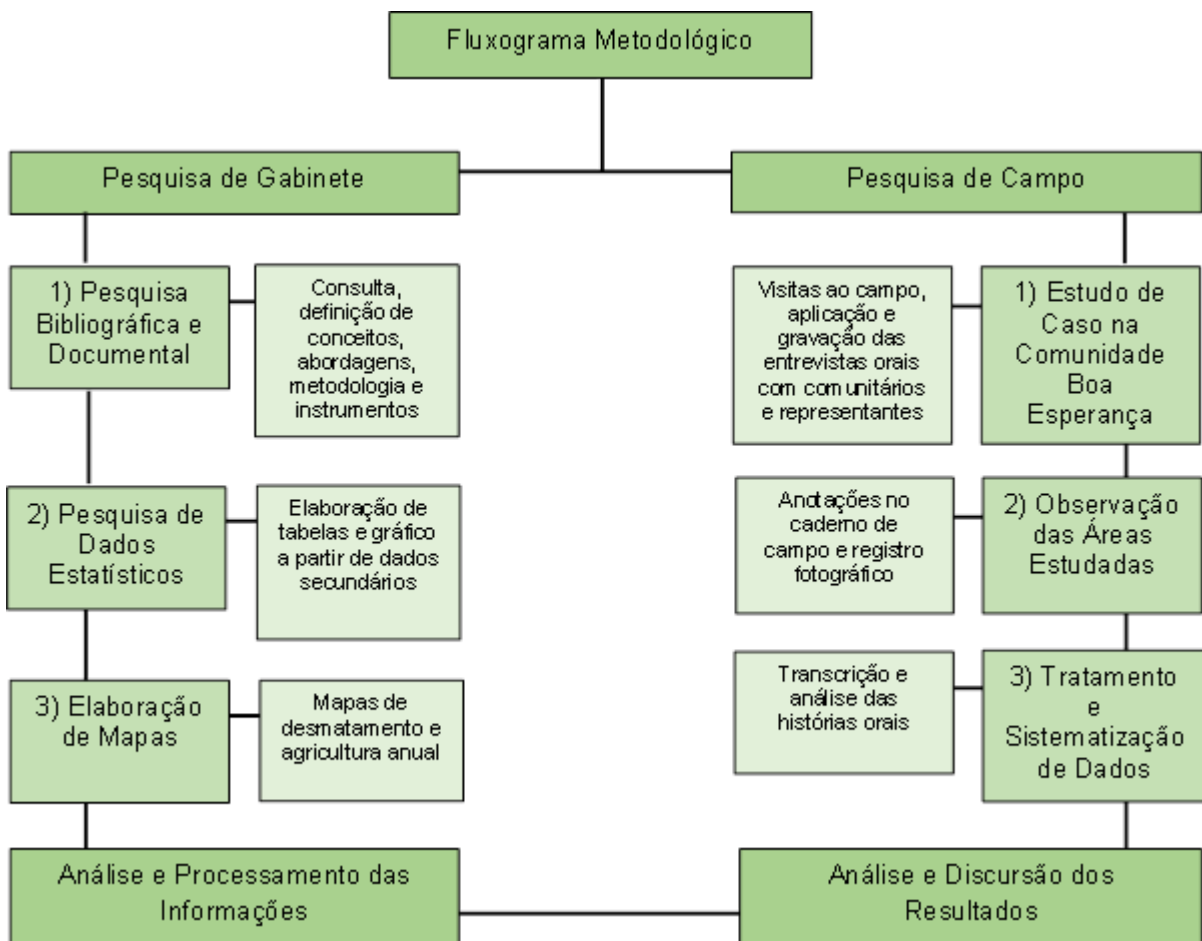 Fluxograma Metodológico
Pesquisa de Gabinete
1) Pesquisa
Bibliográfica e
Documental
Consulta,
definição de
conceitos,
abordagens,
metodologia e
instrumentos
2) Pesquisa de
Dados
Estatísticos
Elaboração de
tabelas e gráfico
a partir de dados
secundários
3) Elaboração
de Mapas
Mapas de
desmatamento e
agricultura anual
Análise e Processamento das
Informações
Pesquisa de Campo
1) Estudo de
Caso na
Comunidade
Boa
Esperança
Visitas ao campo,
aplicação e
gravação das
entrevistas orais
com comunitários
e representantes
2) Observação
das Áreas
Estudadas
Anotações no
caderno de
campo e registro
fotográfico
3) Tratamento
e
Sistematização
de Dados
Transcrição e
análise das
histórias orais
Análise e Discursão dos
Resultados